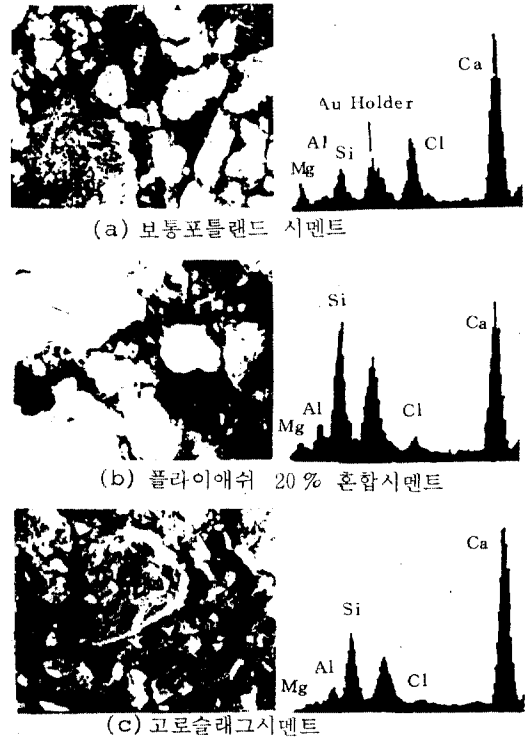 Ca
Au Holder
Al
Si
Cl
Mg
(a) 보통포틀랜드 시멘트
Si
Ca
Al
Mg
Cl
(b) 플라이애쉬 20% 혼합시멘트
Ca
Si
Al
Mg
Cl
(c) 고로슬래그시멘트